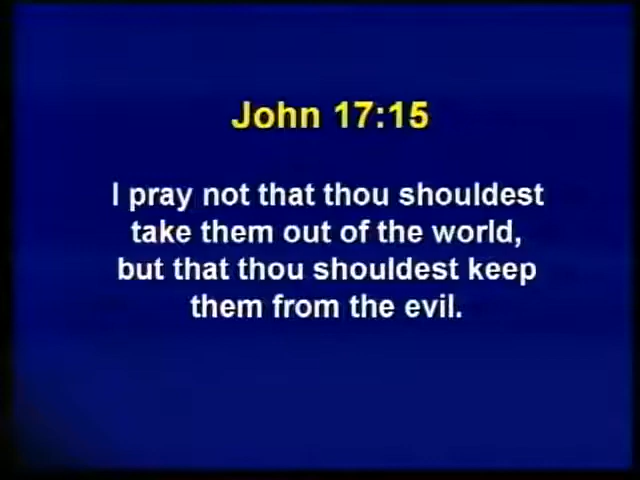 John 17:15
I pray not that thou shouldest
take them out of the world,
but that thou shouldest keep
them from the evil.